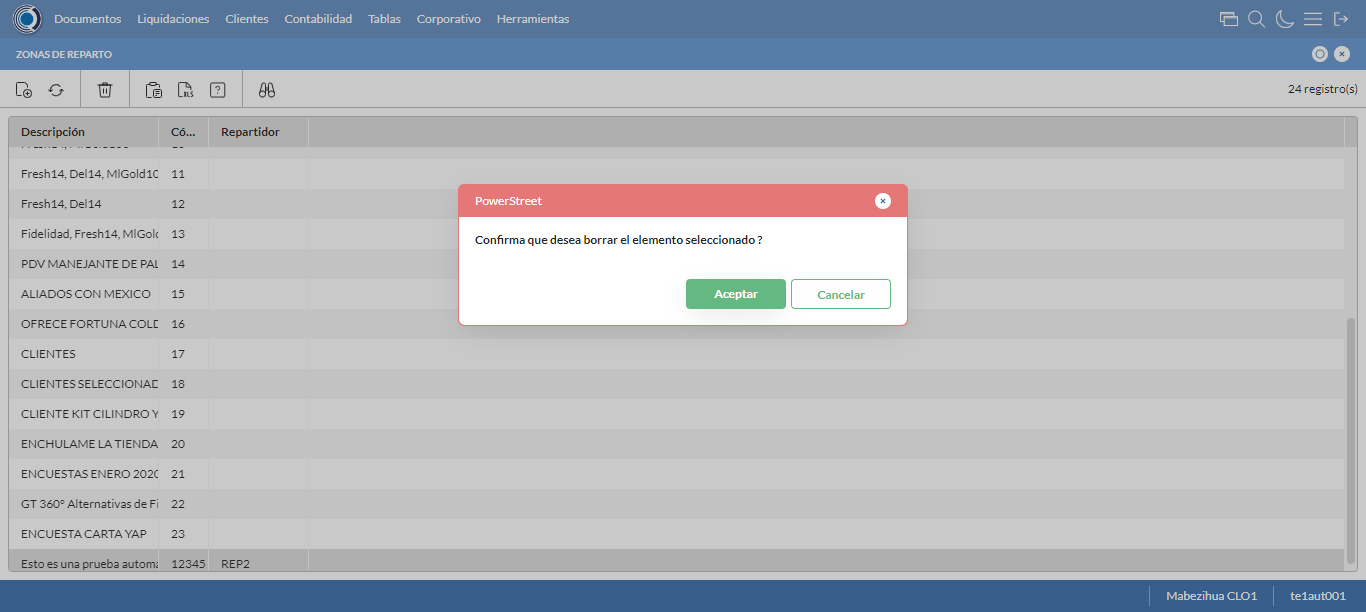 Documentos Liquidaciones Clientes Contabilidad Tablas Corporativo Herramientas
ZONAS DE REPARTO
XLS ? 24 registro(s)
Descripción Có... Repartidor
Fresh14, Del14, MlGold10 11
Fresh14, Del14 12
Fidelidad, Fresh14, MlGolc 13
PDV MANEJANTE DE PAL 14
ALIADOS CON MEXICO 15
OFRECE FORTUNA COLD 16
CLIENTES 17
CLIENTES SELECCIONAD 18
CLIENTE KIT CILINDRO Y 19
ENCHULAME LA TIENDA 20
ENCUESTAS ENERO 2020 21
GT 360° Alternativas de Fi 22
ENCUESTA CARTA YAP 23
Esto es una prueba automa 12345 REP2
PowerStreet
Confirma que desea borrar el elemento seleccionado ?
Aceptar Cancelar
Mabezihua CLO1 te1aut001